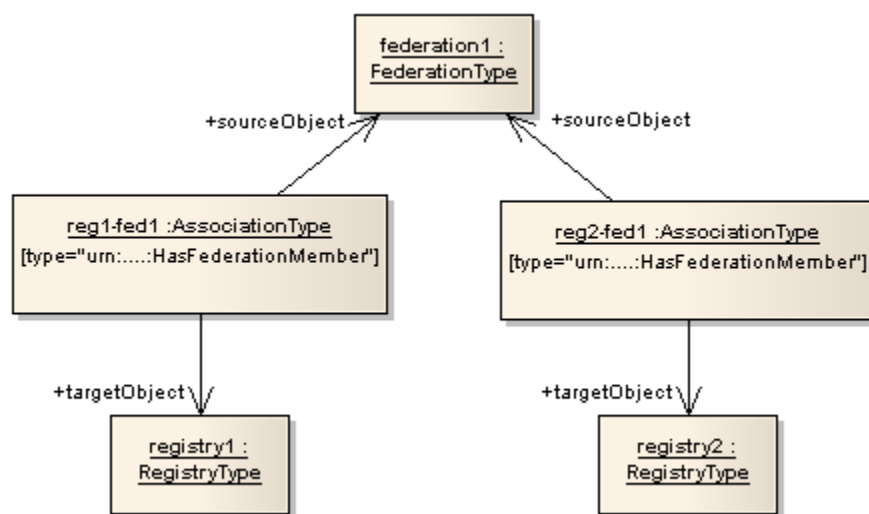 federation1 :
FederationType
+sourceObject
+sourceObject
reg1-fed1 :AssociationType
[type="urn:....:HasFederationMember"]
reg2-fed1 :AssociationType
[type="urn:....:HasFederationMember"]
+targetObject
+targetObject
registry1 :
RegistryType
registry2 :
RegistryType